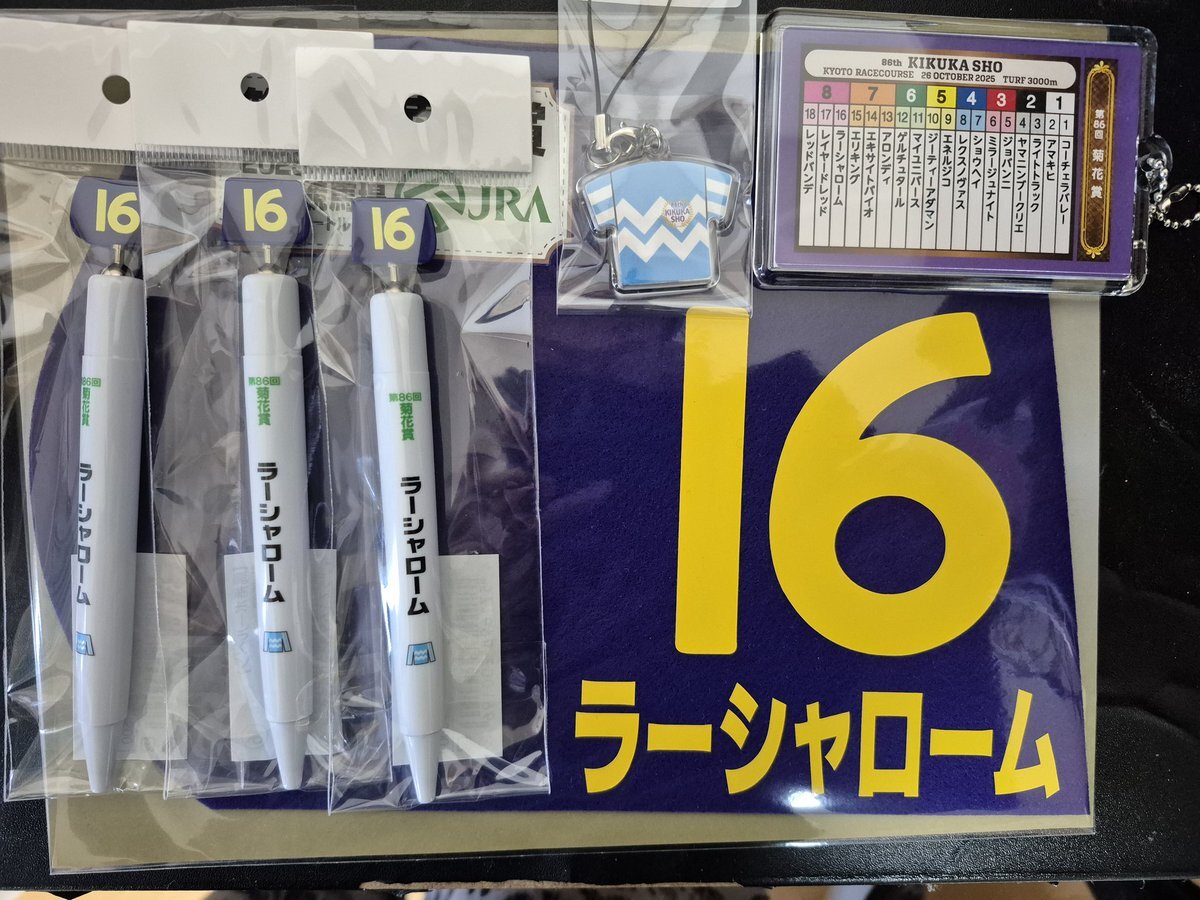 16
第86回
菊花賞
ラーシャローム
16
第86回
菊花賞
ラーシャローム
16
第86回
菊花賞
ラーシャローム
JRA
86th
KIKUKA
SHO
86th KIKUKA SHO
KYOTO RACECOURSE 26 OCTOBER 2025 TURF 3000m
8 7 6 5 4 3 2 1
18 17 16 15 14 13 12 11 10 9 8 7 6 5 4 3 2 1
コーチェラバレー
アマキヒ
ライトトラック
ヤマニンブークリエ
ジョバンニ
ミラージュナイト
ショウヘイ
レクスノヴァス
エネルジコ
ジーティーアダマン
マイユニバース
ゲルチュタール
アロンディ
エキサイトバイオ
エリキング
ラーシャローム
レイヤードレッド
レッドバンデ
第86回 菊花賞
16
ラーシャローム